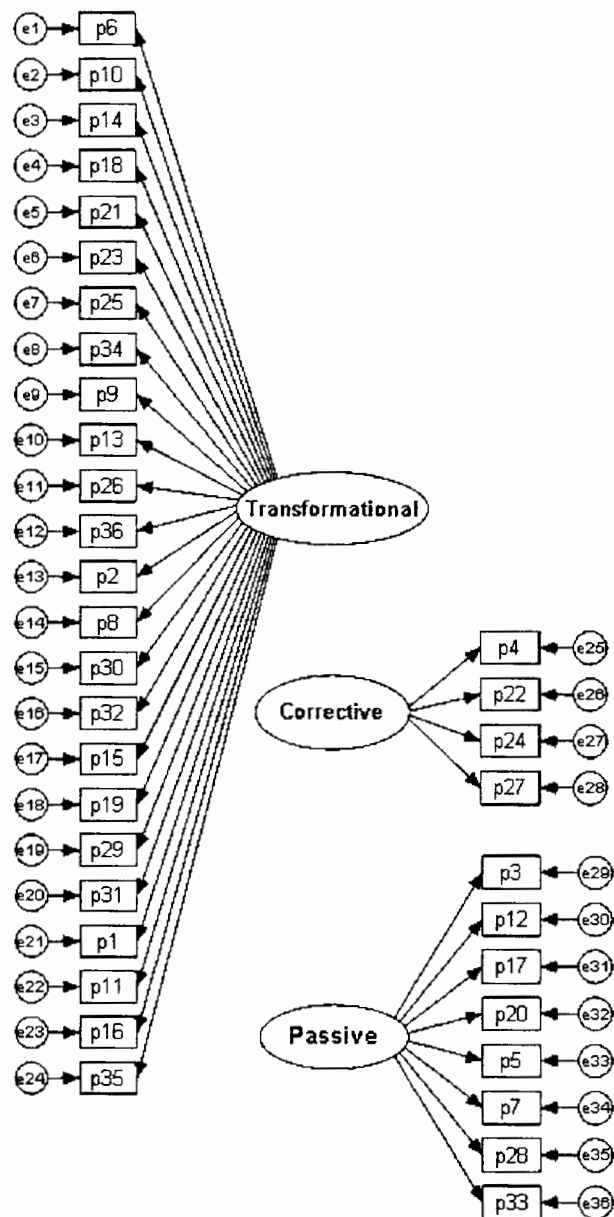 e1 p6
e2 p10
e3 p14
e4 p18
e5 p21
e6 p23
e7 p25
e8 p34
e9 p9
e10 p13
e11 p26
e12 p36
e13 p2
e14 p8
e15 p30
e16 p32
e17 p15
e18 p19
e19 p29
e20 p31
e21 p1
e22 p11
e23 p16
e24 p35
Transformational
p4 e25
p22 e26
Corrective
p24 e27
p27 e28
p3 e29
p12 e30
p17 e31
p20 e32
Passive
p5 e33
p7 e34
p28 e35
p33 e36